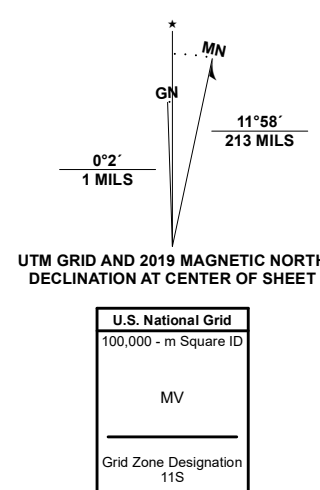 ★
MN
GN
11°58´
213 MILS
0°2´
1 MILS
UTM GRID AND 2019 MAGNETIC NORTH
DECLINATION AT CENTER OF SHEET
U.S. National Grid
100,000 - m Square ID
MV
Grid Zone Designation
11S